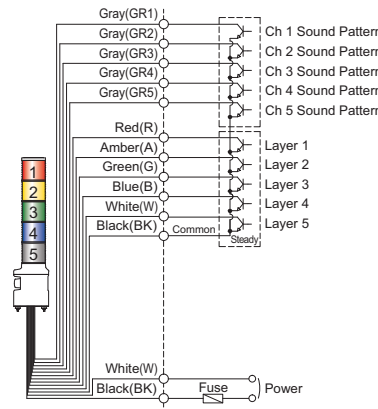 Gray(GR1)
Gray(GR2)
Gray(GR3)
Gray(GR4)
Gray(GR5)
Ch 1 Sound Pattern
Ch 2 Sound Pattern
Ch 3 Sound Pattern
Ch 4 Sound Pattern
Ch 5 Sound Pattern
Red(R)
Amber(A)
Green(G)
Blue(B)
White(W)
Black(BK)
Common
Steady
Layer 1
Layer 2
Layer 3
Layer 4
Layer 5
1
2
3
4
5
White(W)
Black(BK)
Fuse
Power